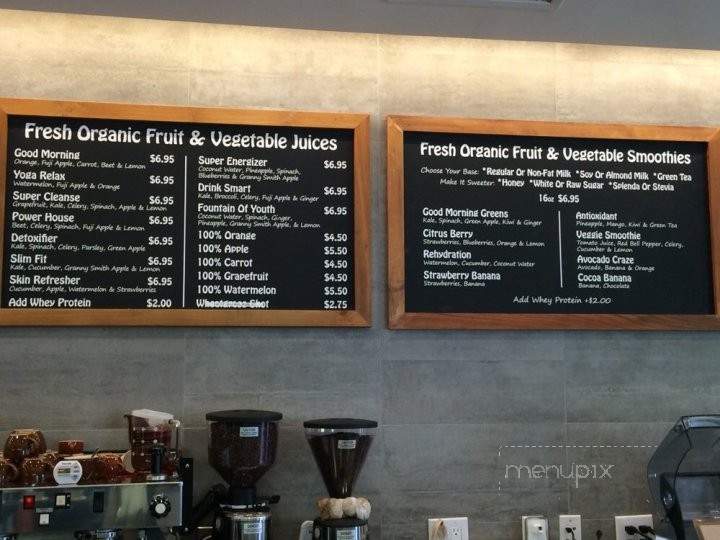 Fresh Organic Fruit & Vegetable Juices
Good Morning $6.95
Orange, Fuji Apple, Carrot, Beet & Lemon
Yoga Relax $6.95
Watermelon, Fuji Apple & Orange
Super Cleanse $6.95
Grapefruit, Kale, Celery, Spinach, Apple & Lemon
Power House $6.95
Beet, Celery, Spinach, Fuji Apple & Lemon
Detoxifier $6.95
Kale, Spinach, Celery, Parsley, Green Apple
Slim Fit $6.95
Kale, Cucumber, Granny Smith Apple & Lemon
Skin Refresher $6.95
Cucumber, Apple, Watermelon & Strawberries
Add Whey Protein $2.00
Super Energizer $6.95
Coconut Water, Pineapple, Spinach,
Blueberries & Granny Smith Apple
Drink Smart $6.95
Kale, Broccoli, Celery, Fuji Apple & Ginger
Fountain Of Youth $6.95
Coconut Water, Spinach, Ginger,
Pineapple, Granny Smith Apple, & Lemon
100% Orange $4.50
100% Apple $5.50
100% Carrot $4.50
100% Grapefruit $4.50
100% Watermelon $5.50
Wheatgrass Shot $2.75
Fresh Organic Fruit & Vegetable Smoothies
Choose Your Base: *Regular Or Non-Fat Milk *Soy Or Almond Milk *Green Tea
Make It Sweeter: *Honey *White Or Raw Sugar *Splenda Or Stevia
16oz $6.95
Good Morning Greens
Kale, Spinach, Green Apple, Kiwi & Ginger
Citrus Berry
Strawberries, Blueberries, Orange & Lemon
Rehydration
Watermelon, Cucumber, Coconut Water
Strawberry Banana
Strawberries, Banana
Antioxidant
Pineapple, Mango, Kiwi & Green Tea
Veggie Smoothie
Tomato Juice, Red Bell Pepper, Celery,
Cucumber & Lemon
Avocado Craze
Avocado, Banana & Orange
Cocoa Banana
Banana, Chocolate
Add Whey Protein +$2.00
menupix